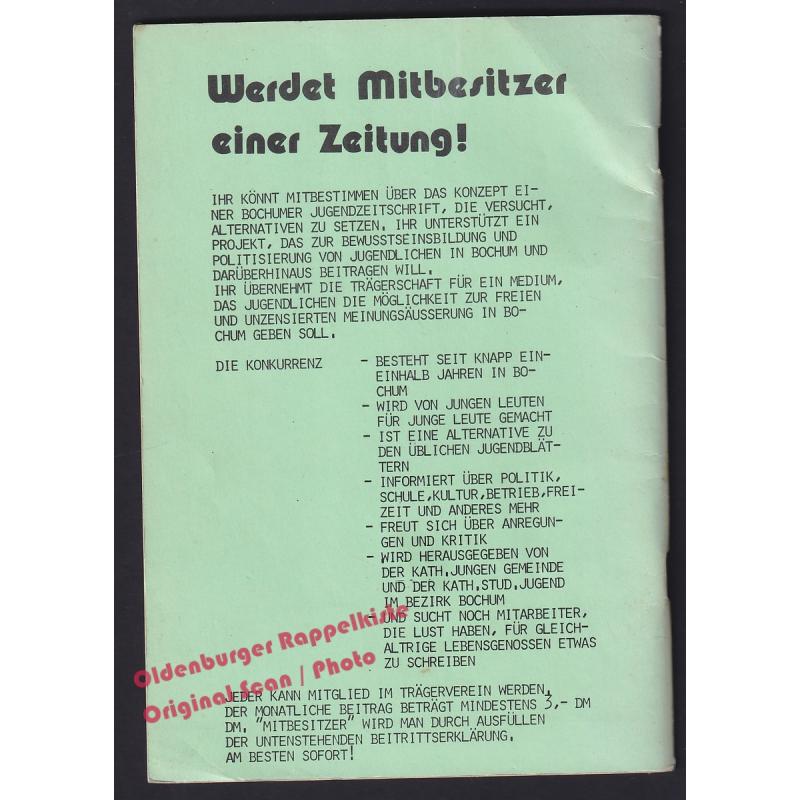 Werdet Mitbesitzer
einer Zeitung!
IHR KÖNNT MITBESTIMMEN ÜBER DAS KONZEPT EI-
NER BOCHUMER JUGENDZEITSCHRIFT, DIE VERSUCHT,
ALTERNATIVEN ZU SETZEN. IHR UNTERSTÜTZT EIN
PROJEKT, DAS ZUR BEWUSSTSEINSBILDUNG UND
POLITISIERUNG VON JUGENDLICHEN IN BOCHUM UND
DARÜBERHINAUS BEITRAGEN WILL.
IHR ÜBERNEHMT DIE TRÄGERSCHAFT FÜR EIN MEDIUM,
DAS JUGENDLICHEN DIE MÖGLICHKEIT ZUR FREIEN
UND UNZENSIERTEN MEINUNGSÄUSSERUNG IN BO-
CHUM GEBEN SOLL.
DIE KONKURRENZ - BESTEHT SEIT KNAPP EIN-
EINHALB JAHREN IN BO-
CHUM
- WIRD VON JUNGEN LEUTEN
FÜR JUNGE LEUTE GEMACHT
- IST EINE ALTERNATIVE ZU
DEN ÜBLICHEN JUGENDBLÄT-
TERN
- INFORMIERT ÜBER POLITIK,
SCHULE,KULTUR,BETRIEB,FREI-
ZEIT UND ANDERES MEHR
- FREUT SICH ÜBER ANREGUN-
GEN UND KRITIK
- WIRD HERAUSGEGEBEN VON
DER KATH.JUNGEN GEMEINDE
UND DER KATH.STUD.JUGEND
IM BEZIRK BOCHUM
- UND SUCHT NOCH MITARBEITER,
DIE LUST HABEN, FÜR GLEICH-
ALTRIGE LEBENSGENOSSEN ETWAS
ZU SCHREIBEN
Oldenburger Rappelkiste
Original Scan / Photo
JEDER KANN MITGLIED IM TRÄGERVEREIN WERDEN.
DER MONATLICHE BEITRAG BETRÄGT MINDESTENS 3,- DM
DM. "MITBESITZER" WIRD MAN DURCH AUSFÜLLEN
DER UNTENSTEHENDEN BEITRITTSERKLÄRUNG.
AM BESTEN SOFORT!